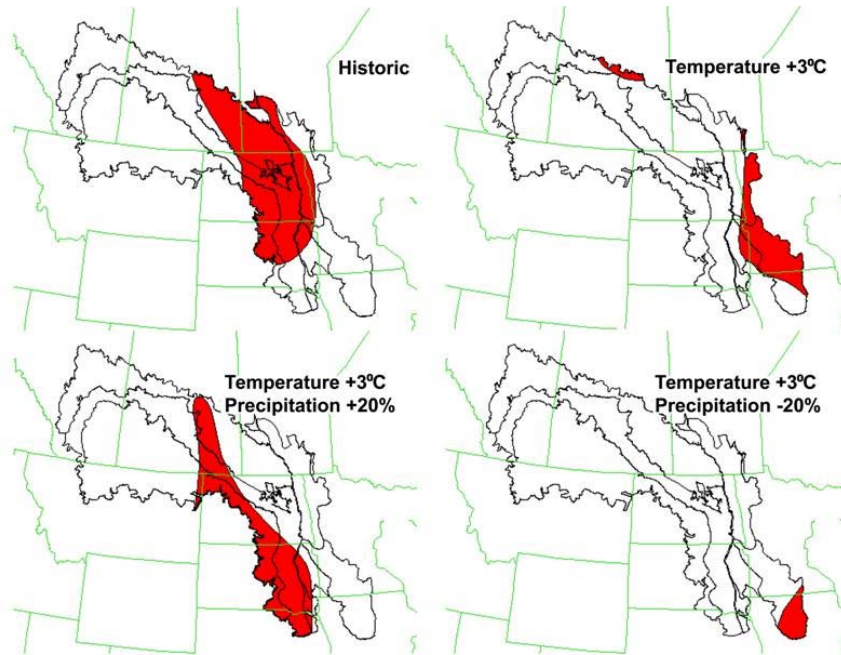 Historic
Temperature +3ºC
Temperature +3ºC
Precipitation +20%
Temperature +3ºC
Precipitation -20%